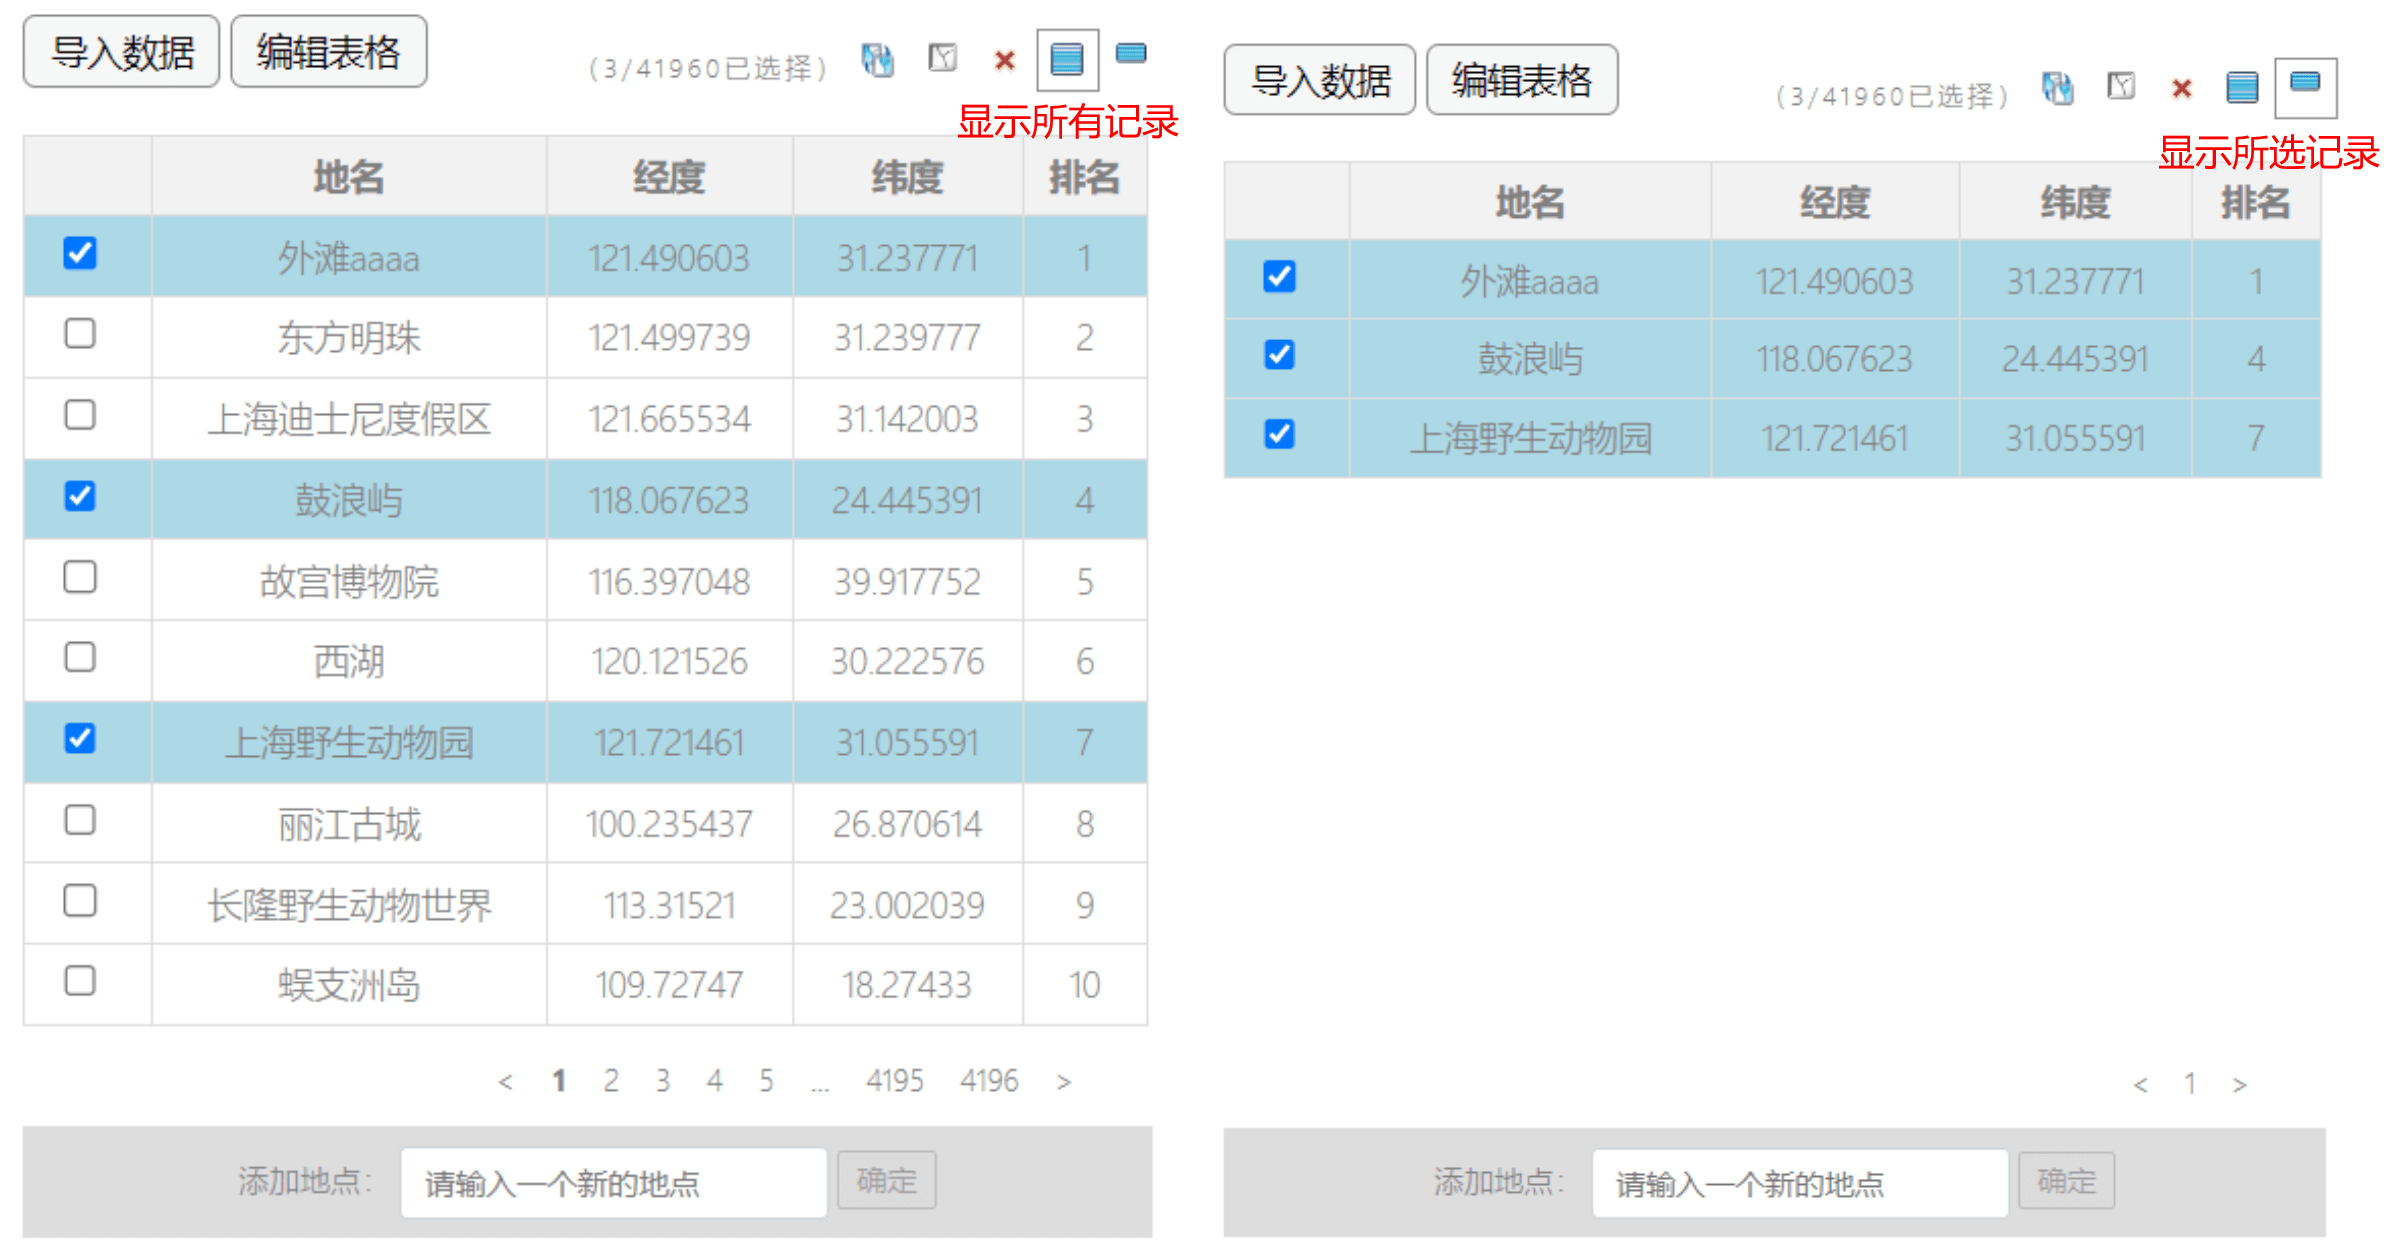 导入数据 编辑表格 (3/41960已选择)
显示所有记录
地名 经度 纬度 排名
外滩aaaa 121.490603 31.237771 1
东方明珠 121.499739 31.239777 2
上海迪士尼度假区 121.665534 31.142003 3
鼓浪屿 118.067623 24.445391 4
故宫博物院 116.397048 39.917752 5
西湖 120.121526 30.222576 6
上海野生动物园 121.721461 31.055591 7
丽江古城 100.235437 26.870614 8
长隆野生动物世界 113.31521 23.002039 9
蜈支洲岛 109.72747 18.27433 10
< 1 2 3 4 5 ... 4195 4196 >
添加地点: 请输入一个新的地点 确定
导入数据 编辑表格 (3/41960已选择)
显示所选记录
地名 经度 纬度 排名
外滩aaaa 121.490603 31.237771 1
鼓浪屿 118.067623 24.445391 4
上海野生动物园 121.721461 31.055591 7
< 1 >
添加地点: 请输入一个新的地点 确定